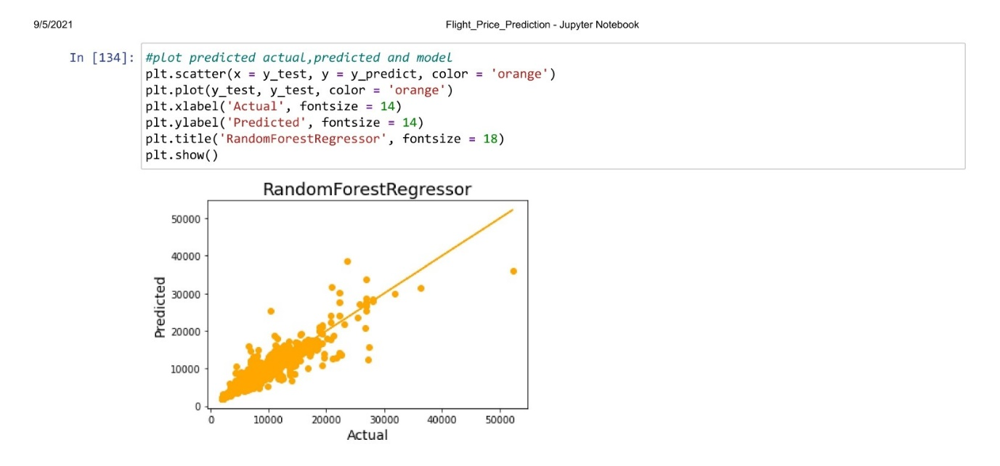 9/5/2021 Flight_Price_Prediction - Jupyter Notebook
In [134]: #plot predicted actual,predicted and model
plt.scatter(x = y_test, y = y_predict, color = 'orange')
plt.plot(y_test, y_test, color = 'orange')
plt.xlabel('Actual', fontsize = 14)
plt.ylabel('Predicted', fontsize = 14)
plt.title('RandomForestRegressor', fontsize = 18)
plt.show()
RandomForestRegressor
50000
40000
30000
20000
10000
0
Predicted
0 10000 20000 30000 40000 50000
Actual